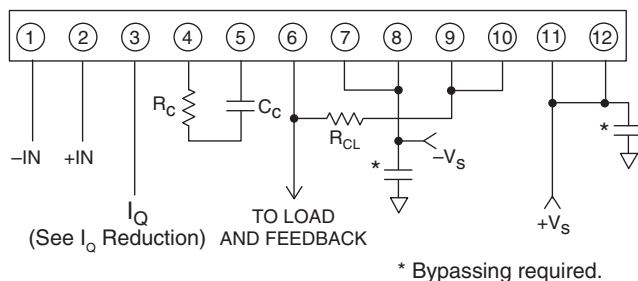 1 2 3 4 5 6 7 8 9 10 11 12
R_C C_C
R_CL
* –V_S *
–IN +IN
I_Q
(See I_Q Reduction)
TO LOAD
AND FEEDBACK
+V_S
* Bypassing required.